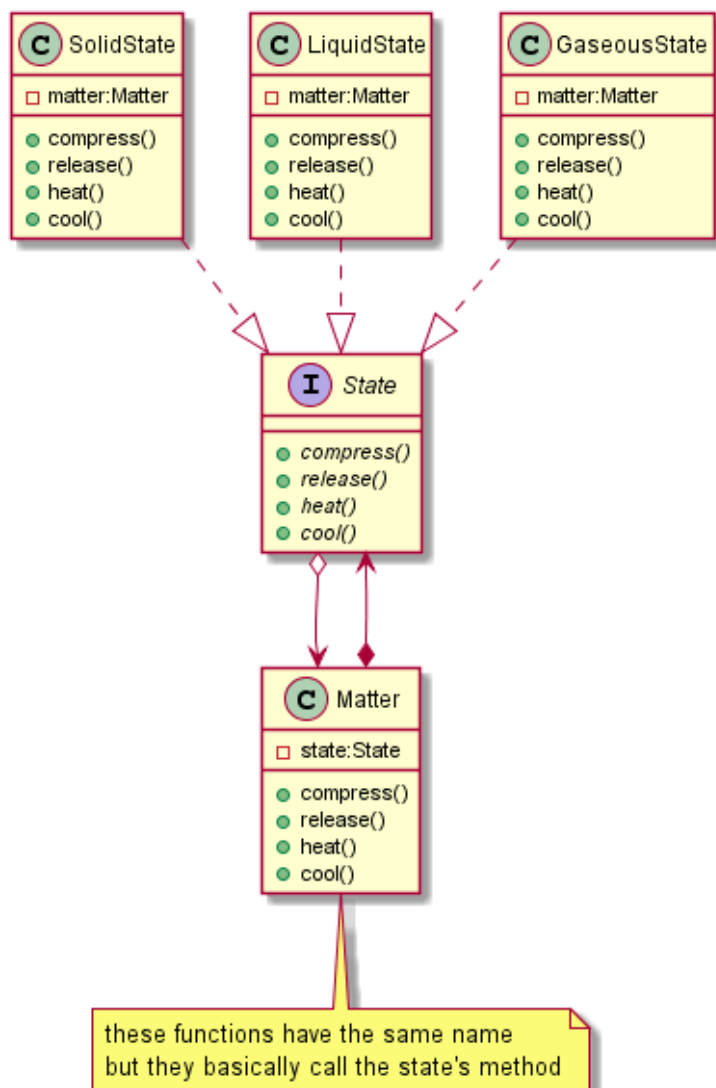 C SolidState
matter:Matter
compress()
release()
heat()
cool()
C LiquidState
matter:Matter
compress()
release()
heat()
cool()
C GaseousState
matter:Matter
compress()
release()
heat()
cool()
I State
compress()
release()
heat()
cool()
C Matter
state:State
compress()
release()
heat()
cool()
these functions have the same name
but they basically call the state's method